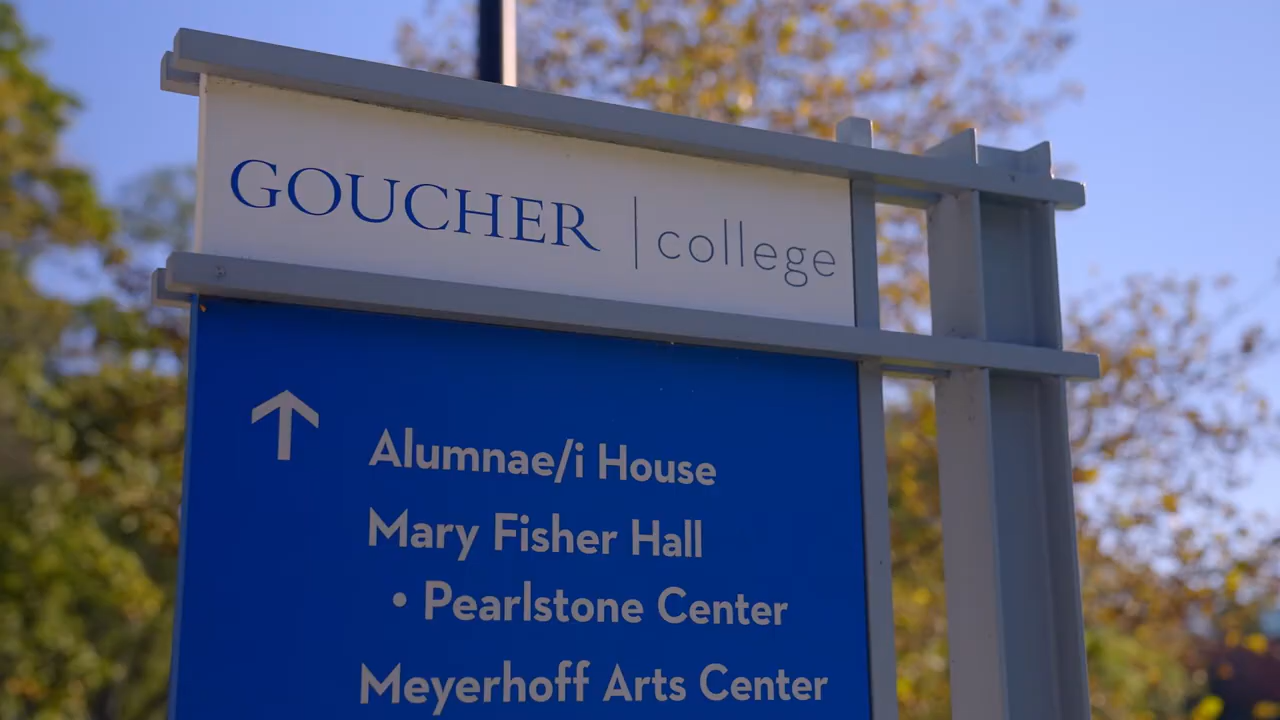 GOUCHER | college
↑ Alumnae/i House
Mary Fisher Hall
• Pearlstone Center
Meyerhoff Arts Center